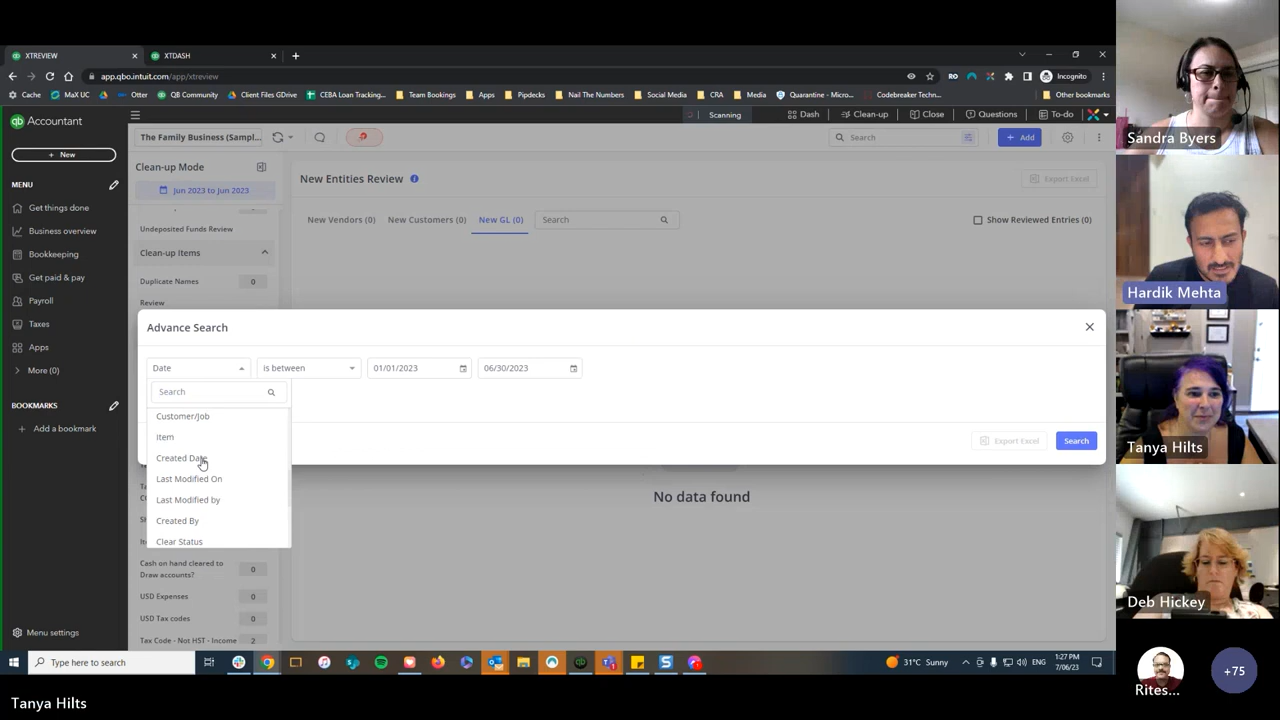 XTREVIEW
XTDASH
app.qbo.intuit.com/app/xtreview
Incognito
Cache
MaX UC
Otter
QB Community
Client Files GDrive
CEBA Loan Tracking...
Team Bookings
Apps
Pipdecks
Nail The Numbers
Social Media
CRA
Media
Quarantine - Micro...
Codebreaker Techn...
Other bookmarks
qb Accountant
Scanning
Dash
Clean-up
Close
Questions
To-do
The Family Business (Sampl...
Search
+ Add
+ New
Clean-up Mode
Jun 2023 to Jun 2023
New Entities Review
Export Excel
MENU
Get things done
Business overview
Bookkeeping
Get paid & pay
Payroll
Taxes
Apps
More (0)
BOOKMARKS
+ Add a bookmark
Menu settings
Undeposited Funds Review
Clean-up Items
Duplicate Names
0
Review
New Vendors (0)
New Customers (0)
New GL (0)
Search
Show Reviewed Entries (0)
Advance Search
Date
is between
01/01/2023
06/30/2023
Search
Customer/Job
Item
Created Date
Last Modified On
Last Modified by
Created By
Clear Status
Export Excel
Search
No data found
Cash on hand cleared to
Draw accounts?
0
USD Expenses
0
USD Tax codes
0
Tax Code - Not HST - Income
2
Type here to search
31°C Sunny
ENG
1:27 PM
7/06/23
Tanya Hilts
Sandra Byers
Hardik Mehta
Tanya Hilts
Deb Hickey
Rites...
+75